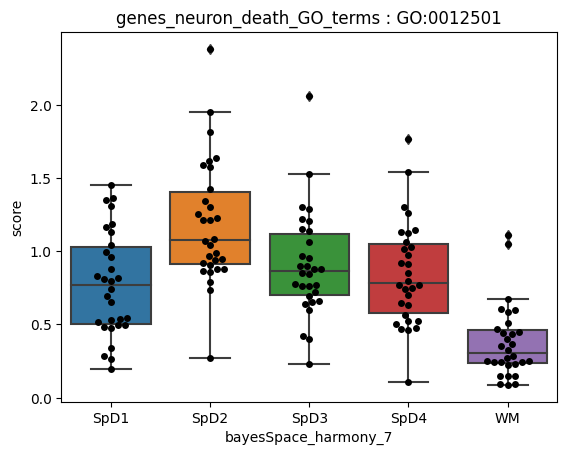 genes_neuron_death_GO_terms : GO:0012501
score
2.0
1.5
1.0
0.5
0.0
SpD1 SpD2 SpD3 SpD4 WM
bayesSpace_harmony_7